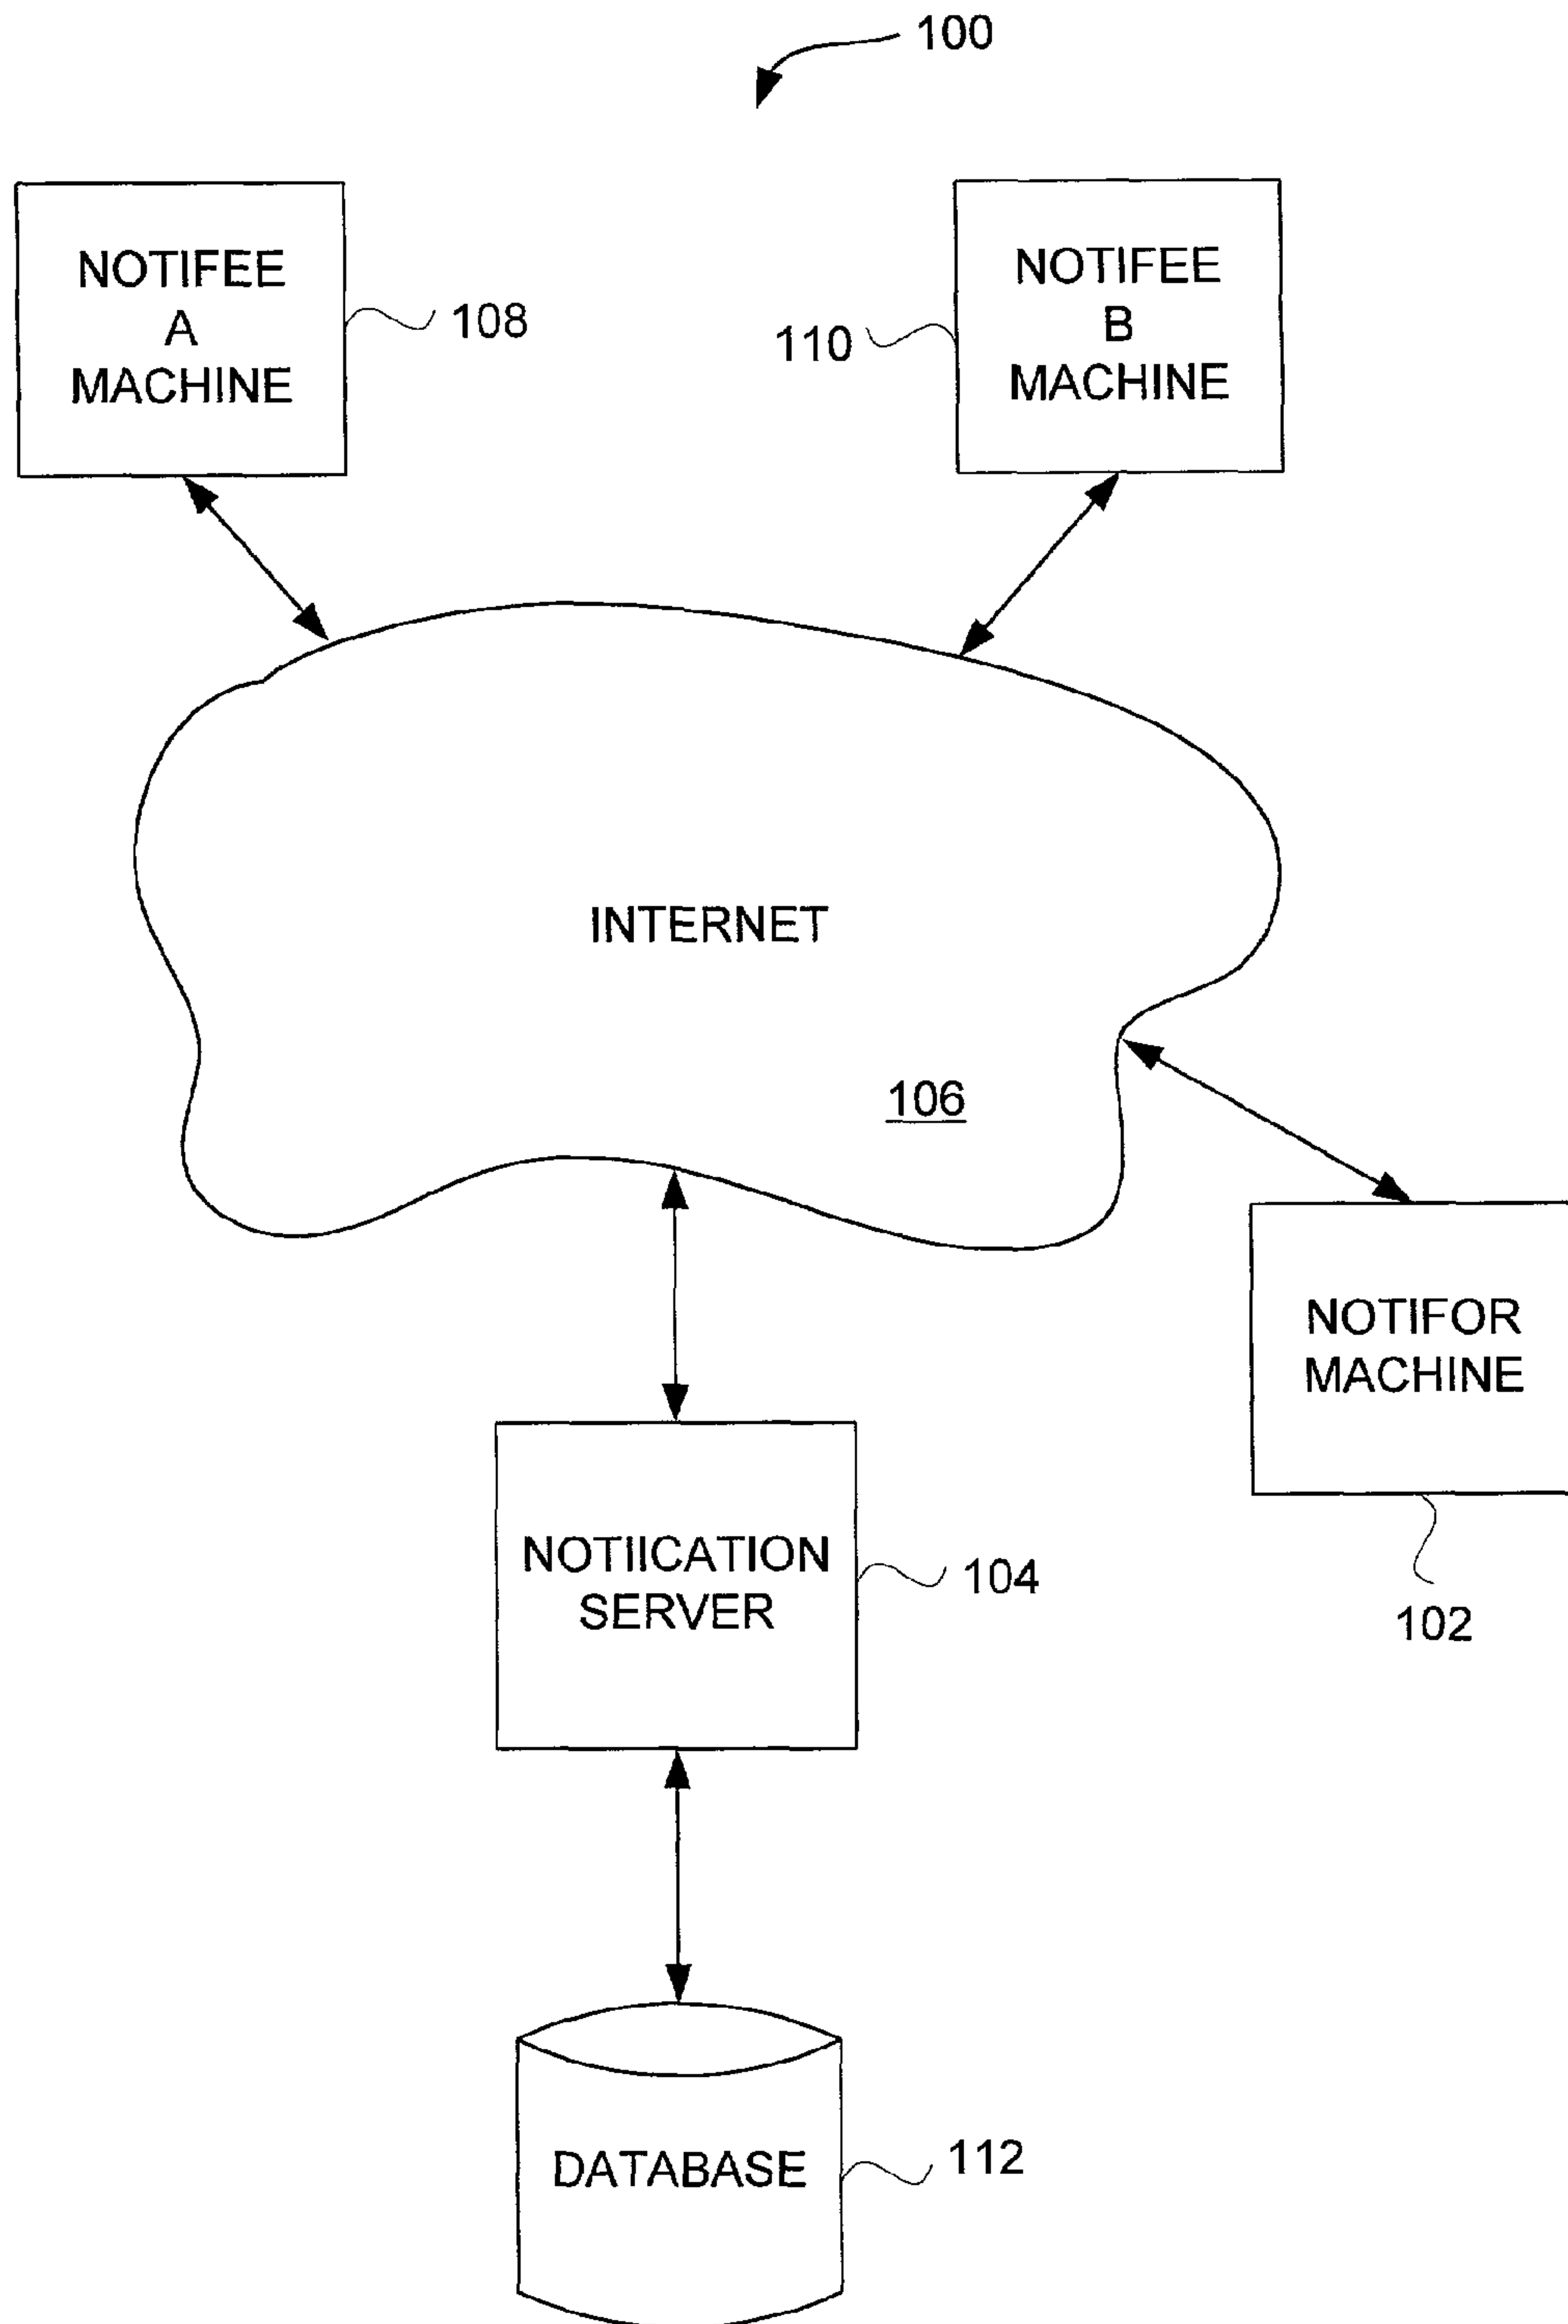 100
NOTIFEE
A
MACHINE
108
NOTIFEE
B
MACHINE
110
INTERNET
106
NOTIFOR
MACHINE
102
NOTIICATION
SERVER
104
DATABASE
112